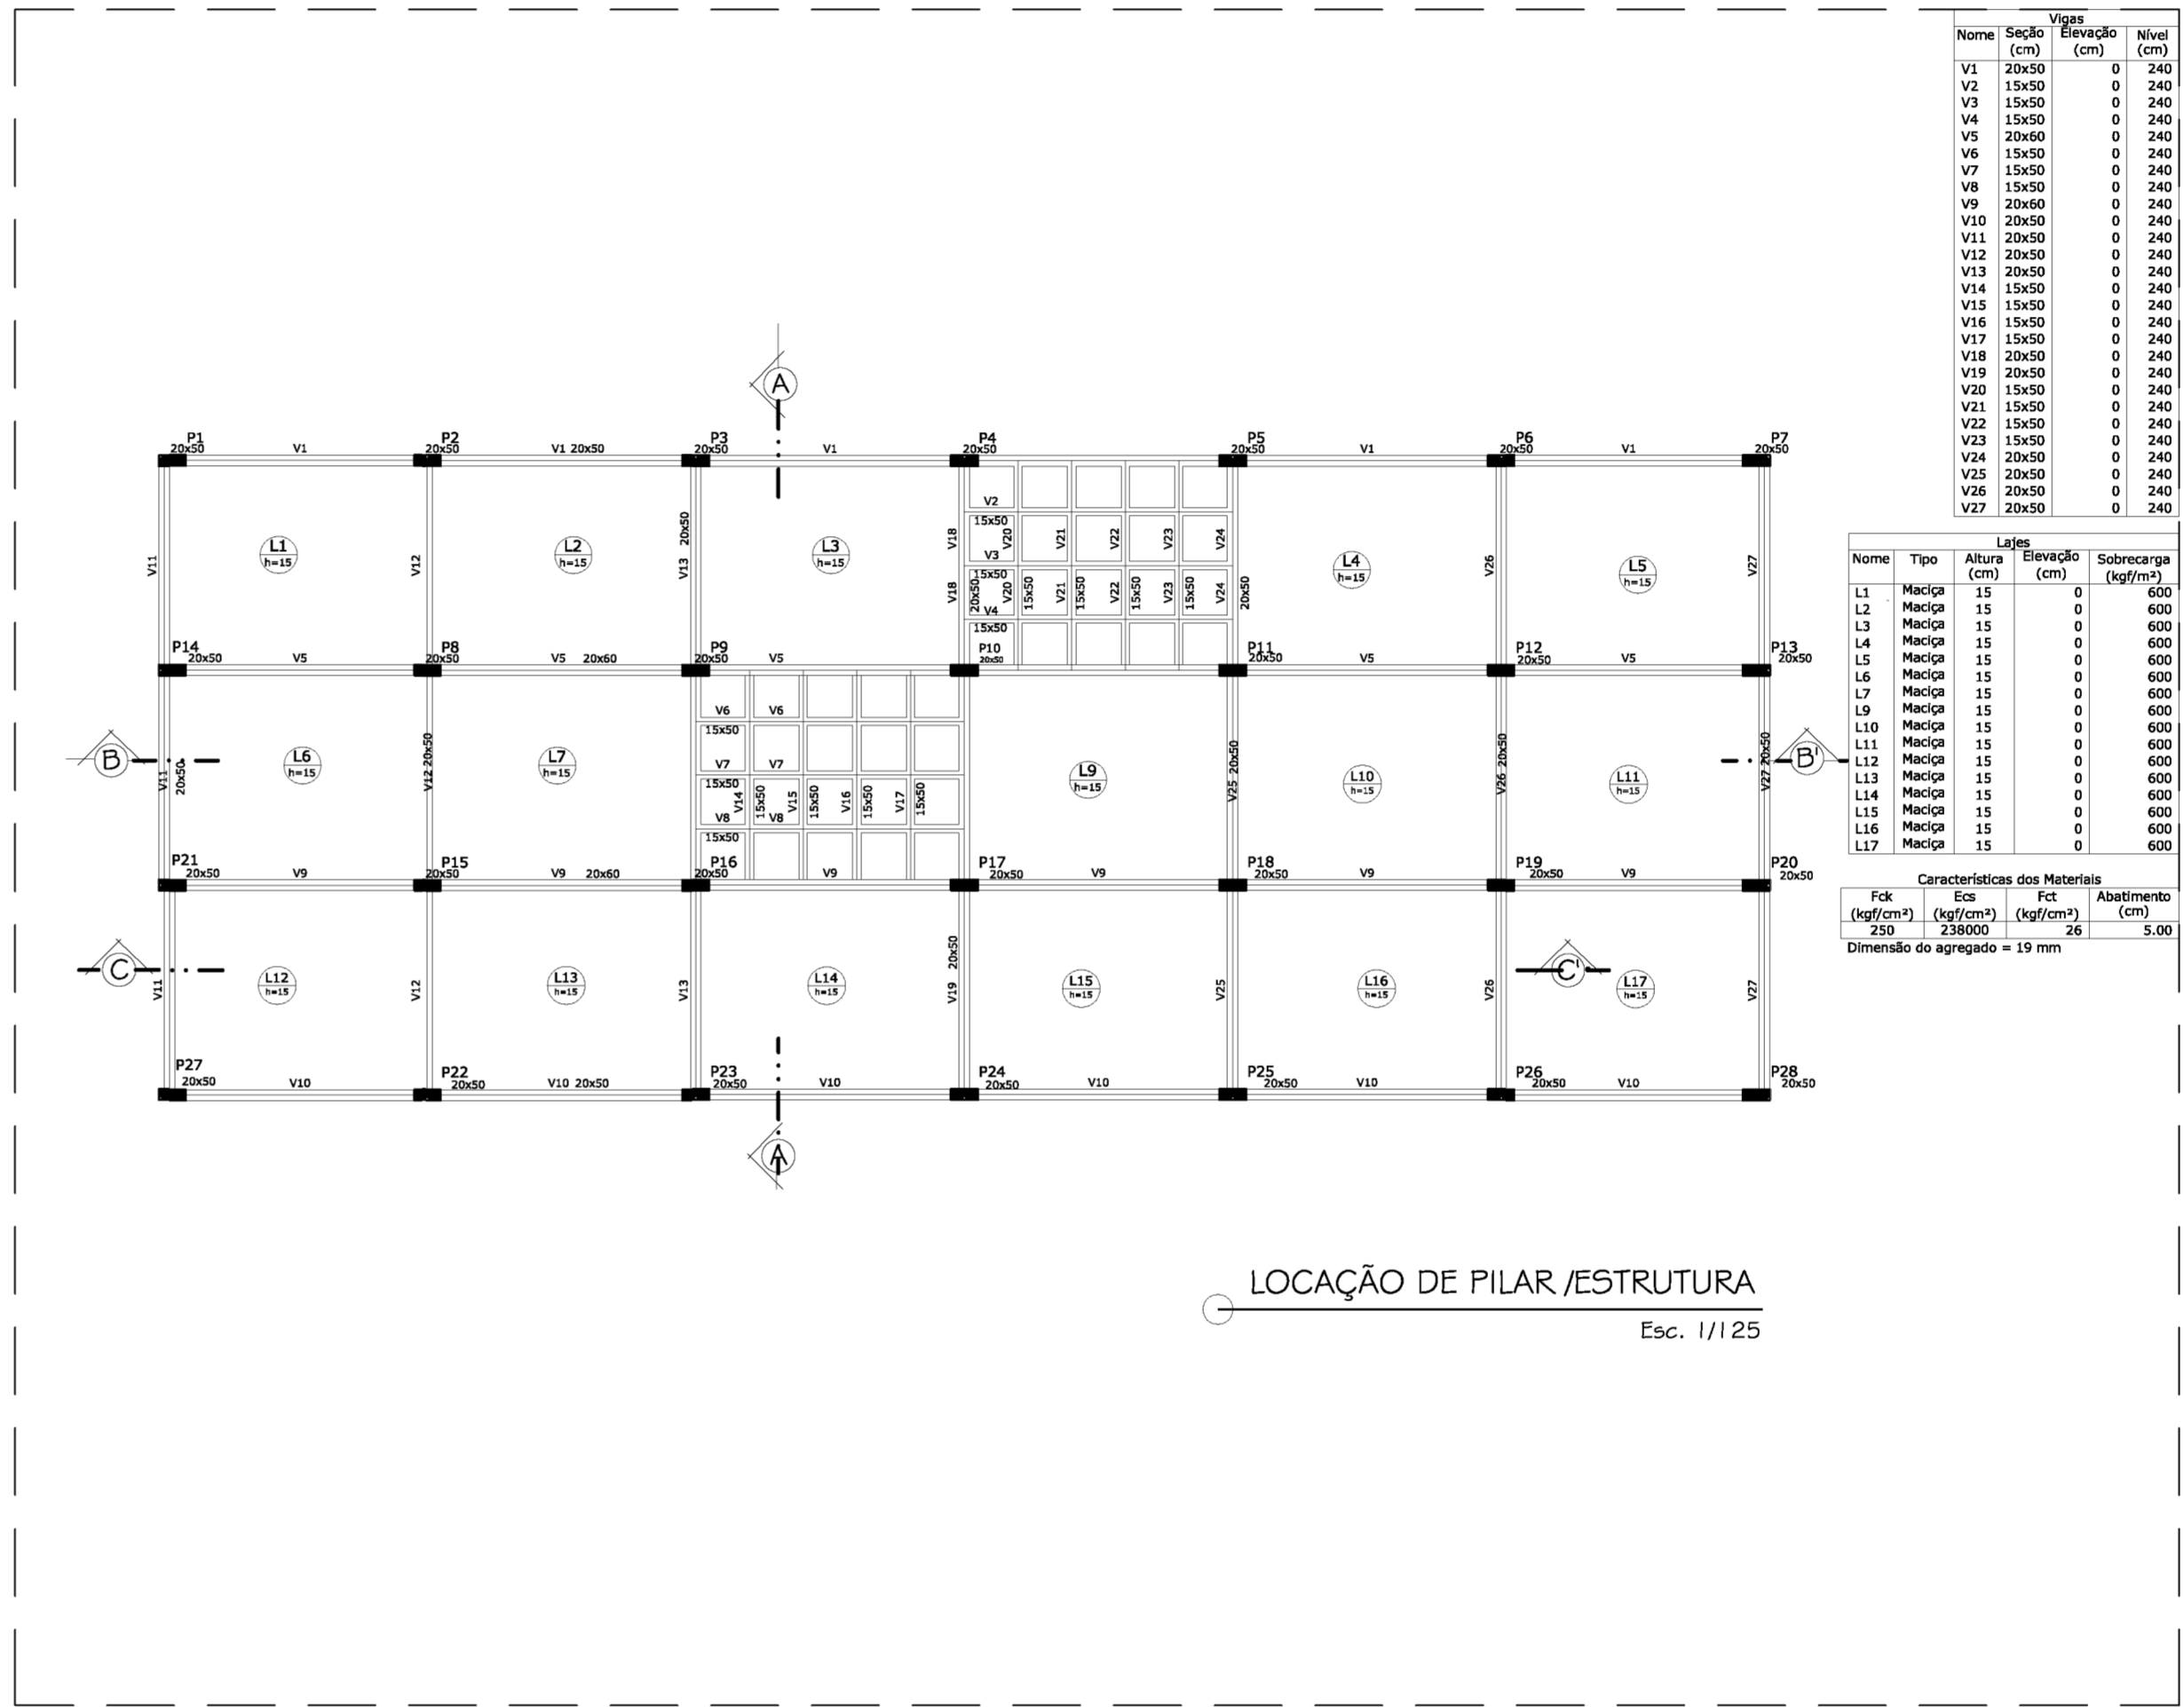 Vigas
Nome Seção (cm) Elevação (cm) Nível (cm)
V1 20x50 0 240
V2 15x50 0 240
V3 15x50 0 240
V4 15x50 0 240
V5 20x60 0 240
V6 15x50 0 240
V7 15x50 0 240
V8 15x50 0 240
V9 20x60 0 240
V10 20x50 0 240
V11 20x50 0 240
V12 20x50 0 240
V13 20x50 0 240
V14 15x50 0 240
V15 15x50 0 240
V16 15x50 0 240
V17 15x50 0 240
V18 20x50 0 240
V19 20x50 0 240
V20 15x50 0 240
V21 15x50 0 240
V22 15x50 0 240
V23 15x50 0 240
V24 20x50 0 240
V25 20x50 0 240
V26 20x50 0 240
V27 20x50 0 240
Lajes
Nome Tipo Altura (cm) Elevação (cm) Sobrecarga (kgf/m²)
L1 Maciça 15 0 600
L2 Maciça 15 0 600
L3 Maciça 15 0 600
L4 Maciça 15 0 600
L5 Maciça 15 0 600
L6 Maciça 15 0 600
L7 Maciça 15 0 600
L9 Maciça 15 0 600
L10 Maciça 15 0 600
L11 Maciça 15 0 600
L12 Maciça 15 0 600
L13 Maciça 15 0 600
L14 Maciça 15 0 600
L15 Maciça 15 0 600
L16 Maciça 15 0 600
L17 Maciça 15 0 600
Características dos Materiais
Fck (kgf/cm²) Ecs (kgf/cm²) Fct (kgf/cm²) Abatimento (cm)
250 238000 26 5.00
Dimensão do agregado = 19 mm
A
P1 P2 P3 P4 P5 P6 P7
20x50 V1 20x50 V1 20x50 20x50 V1 20x50 20x50 V1 20x50 V1 20x50
V2
15x50
V11 V12 V13 20x50 V18 V20 V21 V22 V23 V24 V26 V27
L1 h=15
L2 h=15
L3 h=15
V3
15x50
L4 h=15
L5 h=15
V18 20x50 V20 15x50 V21 15x50 V22 15x50 V23 15x50 V24 20x50
V4
15x50
P14 P8 P9 P10 P11 P12 P13
20x50 V5 20x50 V5 20x60 20x50 V5 20x50 20x50 V5 20x50 V5 20x50
V6 V6
15x50
B
V11 20x50
L6 h=15
V12 20x50
L7 h=15
V7 V7
15x50
L9 h=15
V25 20x50
L10 h=15
V26 20x50
L11 h=15
V27 20x50
B'
V14 15x50 V15 15x50 V16 15x50 V17 15x50
V8 V8
15x50
P21 P15 P16 P17 P18 P19 P20
20x50 V9 20x50 V9 20x60 20x50 V9 20x50 V9 20x50 V9 20x50 V9 20x50
C
C'
V11 V12 V13 V19 20x50 V25 V26 V27
L12 h=15
L13 h=15
L14 h=15
L15 h=15
L16 h=15
L17 h=15
P27 P22 P23 P24 P25 P26 P28
20x50 V10 20x50 V10 20x50 20x50 V10 20x50 V10 20x50 V10 20x50 V10 20x50
A
LOCAÇÃO DE PILAR /ESTRUTURA
Esc. 1/125